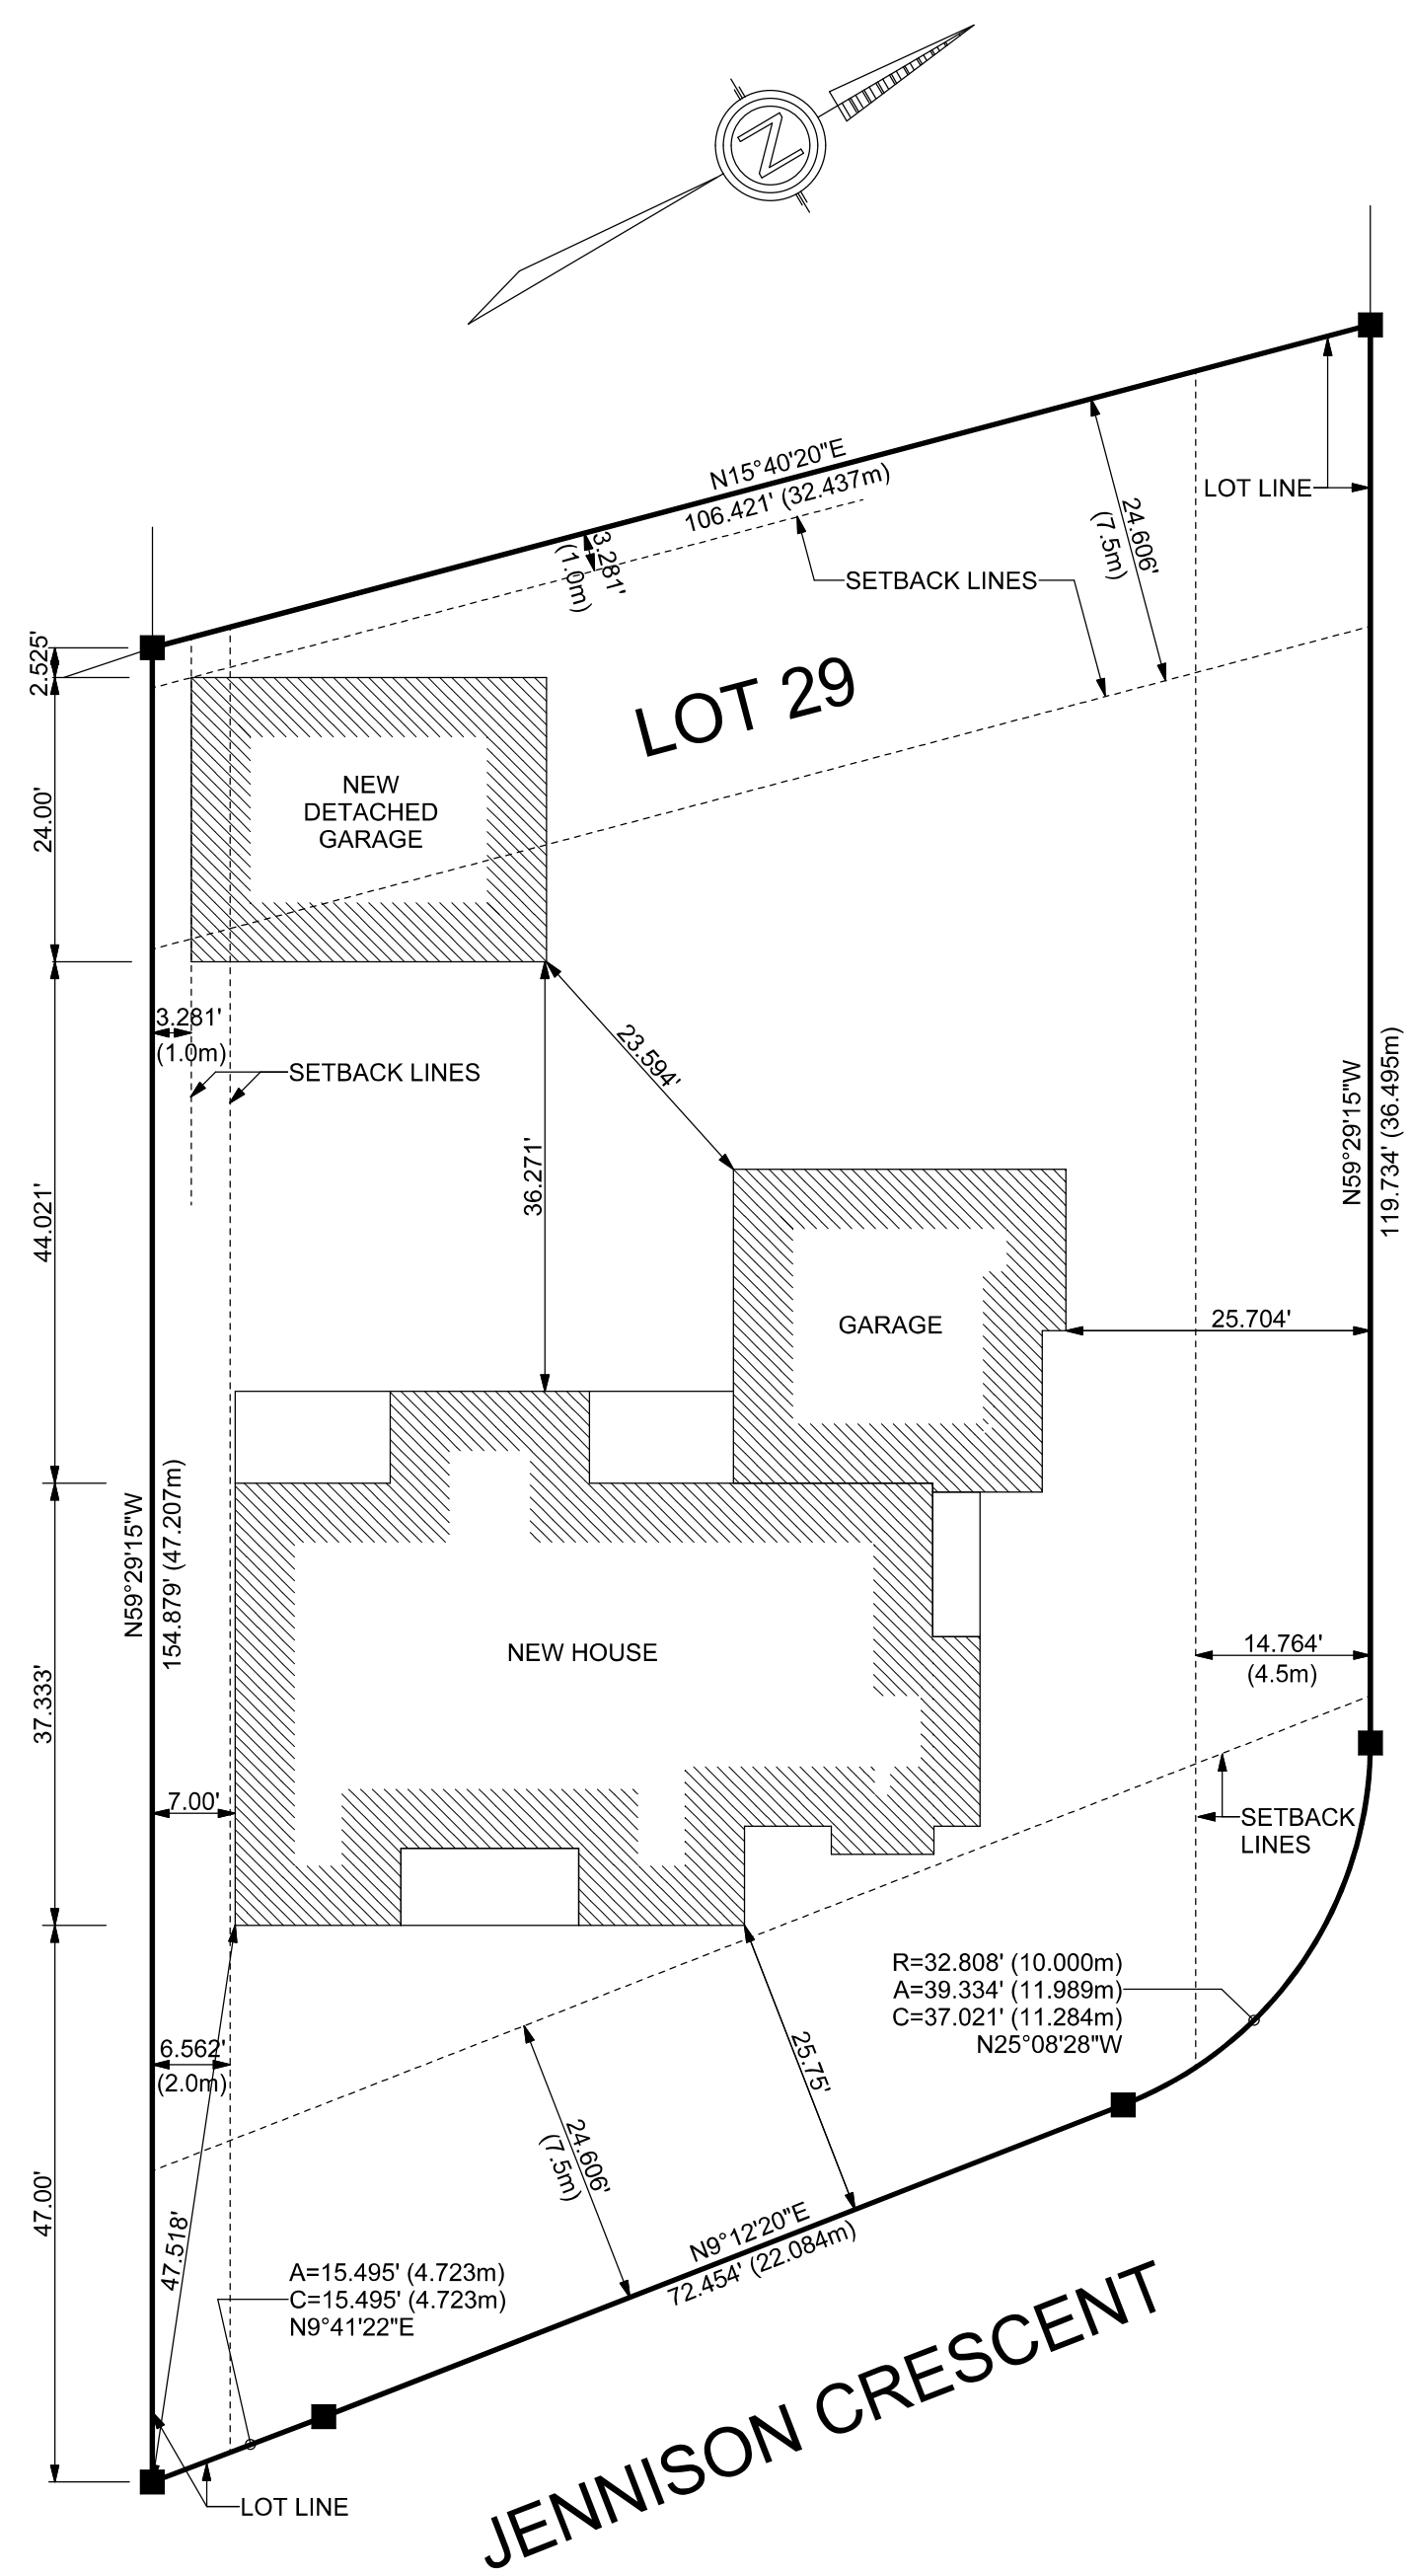 N
N15°40'20"E
106.421' (32.437m)
LOT LINE
24.606'
(7.5m)
3.281'
(1.0m)
SETBACK LINES
2.525'
LOT 29
24.00'
NEW
DETACHED
GARAGE
3.281'
(1.0m)
SETBACK LINES
23.594'
36.271'
44.021'
N59°29'15"W
119.734' (36.495m)
GARAGE
25.704'
N59°29'15"W
154.879' (47.207m)
NEW HOUSE
14.764'
(4.5m)
37.333'
7.00'
SETBACK
LINES
R=32.808' (10.000m)
A=39.334' (11.989m)
C=37.021' (11.284m)
N25°08'28"W
6.562'
(2.0m)
25.75'
24.606'
(7.5m)
47.00'
47.518'
N9°12'20"E
72.454' (22.084m)
A=15.495' (4.723m)
C=15.495' (4.723m)
N9°41'22"E
LOT LINE
JENNISON CRESCENT